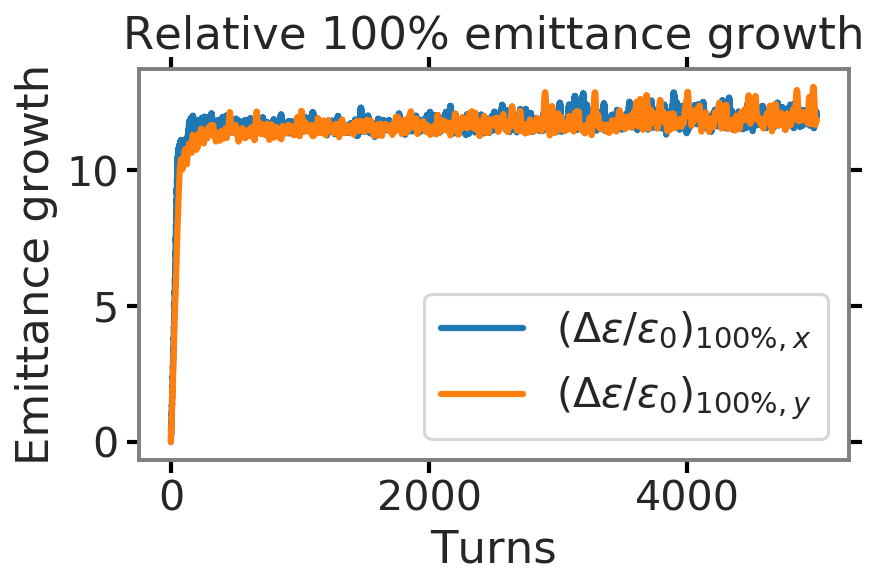 Relative 100% emittance growth
Emittance growth
10
5
0
(Δε/ε₀)₁₀₀%, ₓ
(Δε/ε₀)₁₀₀%, y
0 2000 4000
Turns